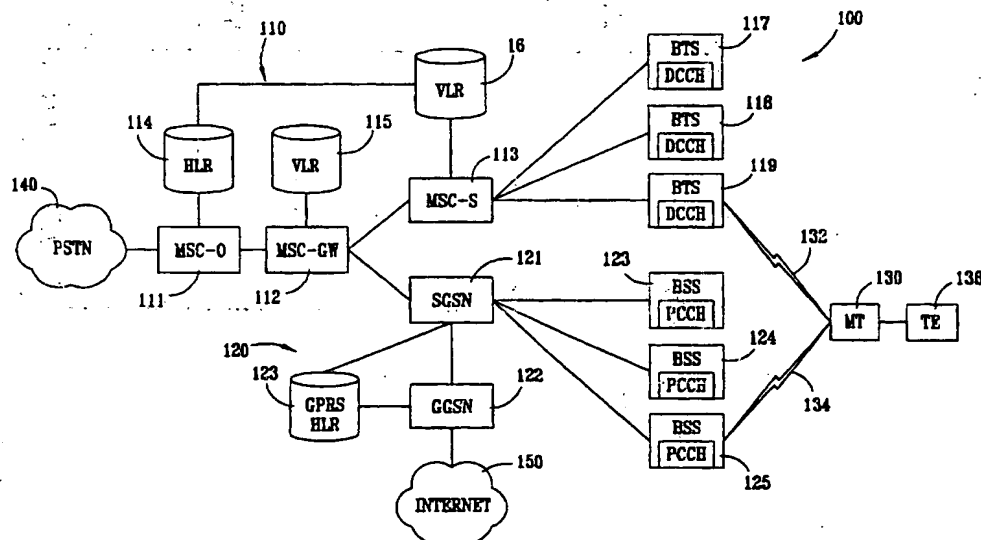 110
16
117
100
VLR
BTS
DCCH
118
BTS
DCCH
114
115
HLR
VLR
113
119
140
MSC-S
BTS
DCCH
PSTN
MSC-O
MSC-GW
132
111
112
121
123
130
136
SGSN
BSS
PCCH
MT
TE
120
124
123
122
BSS
PCCH
134
GPRS
HLR
GGSN
BSS
PCCH
150
125
INTERNET